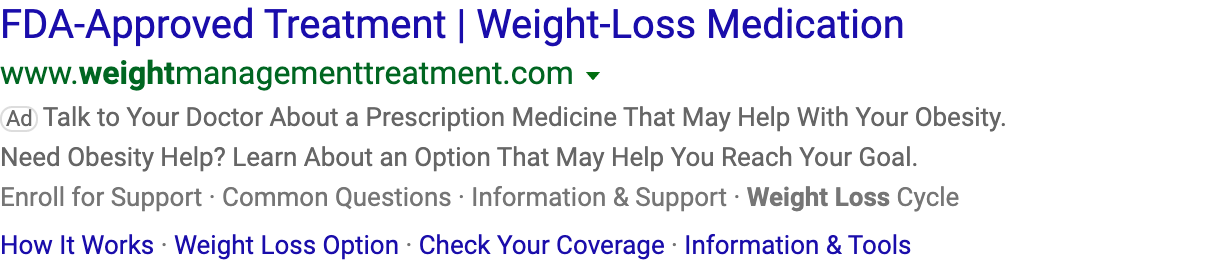 FDA-Approved Treatment | Weight-Loss Medication
www.weightmanagementtreatment.com
Ad Talk to Your Doctor About a Prescription Medicine That May Help With Your Obesity.
Need Obesity Help? Learn About an Option That May Help You Reach Your Goal.
Enroll for Support · Common Questions · Information & Support · Weight Loss Cycle
How It Works · Weight Loss Option · Check Your Coverage · Information & Tools